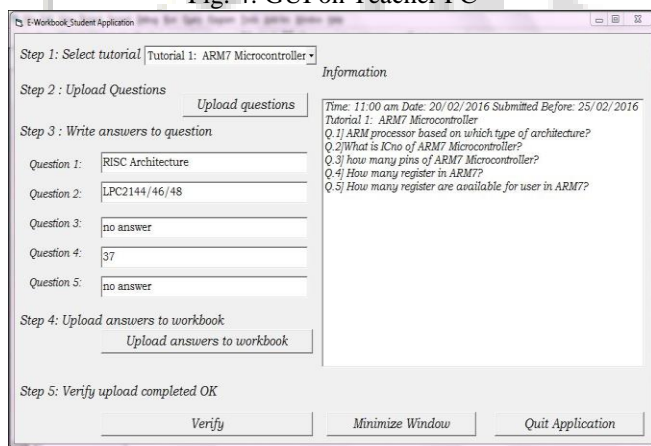 Fig. 4: GUI on Teacher PC
E-Workbook_Student Application
Step 1: Select tutorial
Tutorial 1: ARM7 Microcontroller
Step 2 : Upload Questions
Upload questions
Step 3 : Write answers to question
Question 1:
RISC Architecture
Question 2:
LPC2144/46/48
Question 3:
no answer
Question 4:
37
Question 5:
no answer
Step 4: Upload answers to workbook
Upload answers to workbook
Step 5: Verify upload completed OK
Verify
Minimize Window
Quit Application
Information
Time: 11:00 am Date: 20/02/2016 Submitted Before: 25/02/2016
Tutorial 1: ARM7 Microcontroller
Q.1] ARM processor based on which type of architecture?
Q.2]What is ICno of ARM7 Microcontroller?
Q.3] how many pins of ARM7 Microcontroller?
Q.4] How many register in ARM7?
Q.5] How many register are available for user in ARM7?